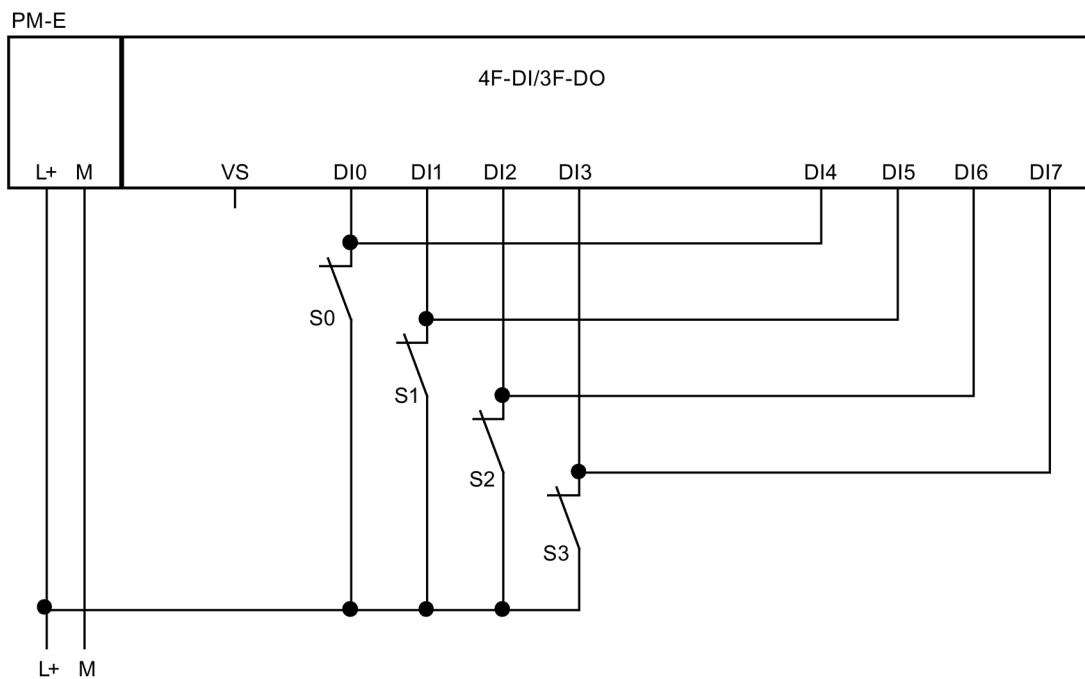 PM-E
4F-DI/3F-DO
L+ M VS DI0 DI1 DI2 DI3 DI4 DI5 DI6 DI7
S0
S1
S2
S3
L+ M